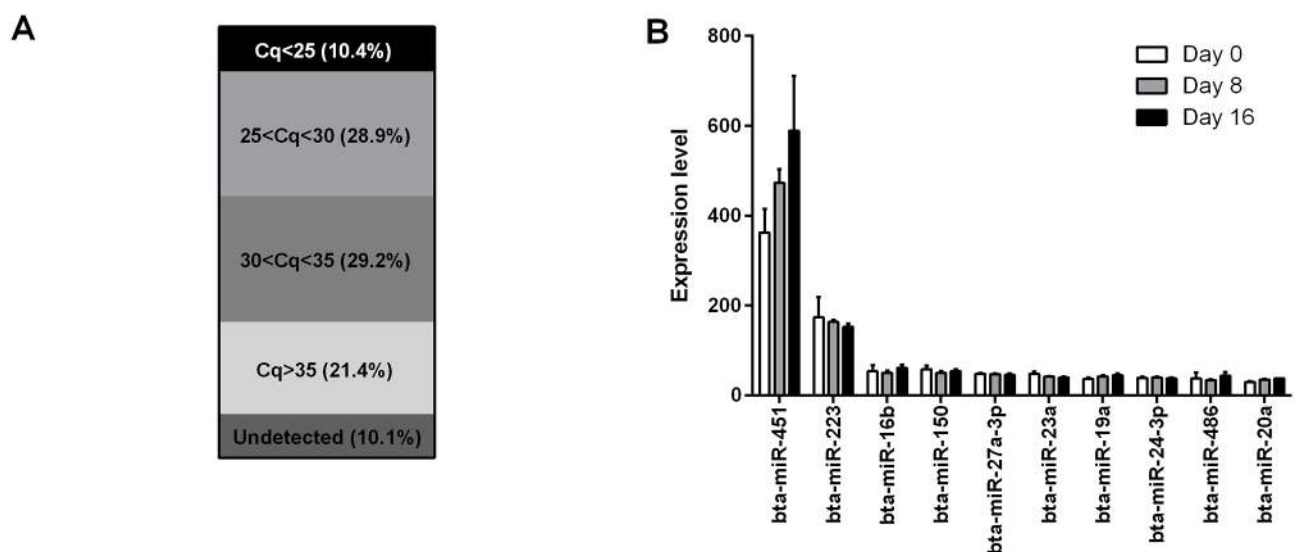 A
Cq<25 (10.4%)
25<Cq<30 (28.9%)
30<Cq<35 (29.2%)
Cq>35 (21.4%)
Undetected (10.1%)
B
Expression level
800
600
400
200
0
Day 0
Day 8
Day 16
bta-miR-451
bta-miR-223
bta-miR-16b
bta-miR-150
bta-miR-27a-3p
bta-miR-23a
bta-miR-19a
bta-miR-24-3p
bta-miR-486
bta-miR-20a